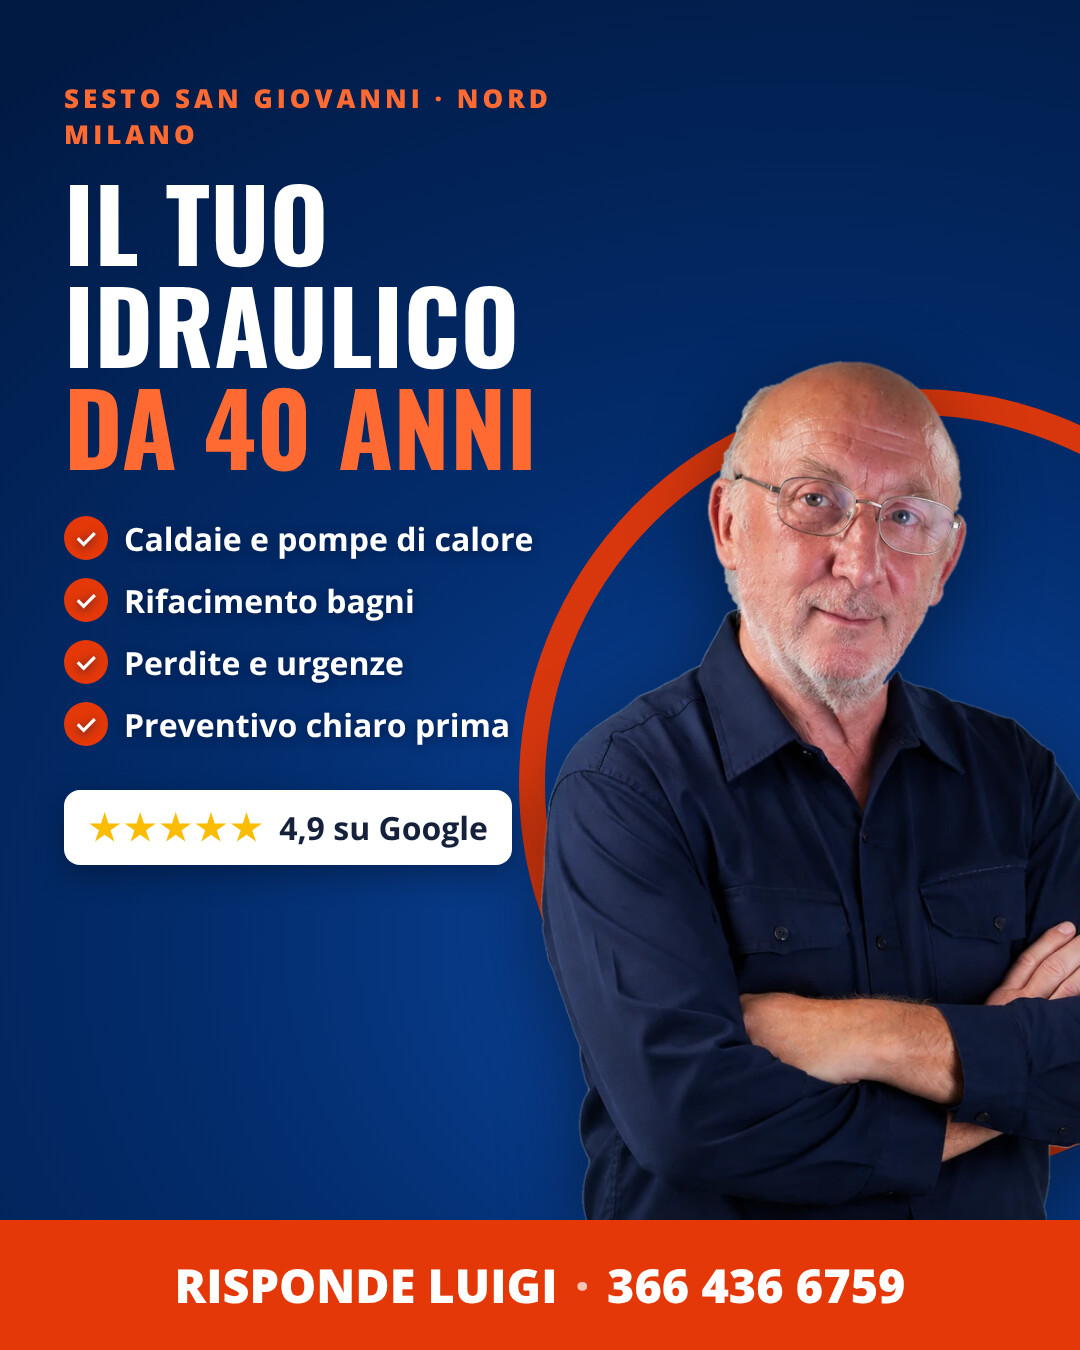 SESTO SAN GIOVANNI · NORD
MILANO
IL TUO
IDRAULICO
DA 40 ANNI
Caldaie e pompe di calore
Rifacimento bagni
Perdite e urgenze
Preventivo chiaro prima
★★★★★ 4,9 su Google
RISPONDE LUIGI · 366 436 6759